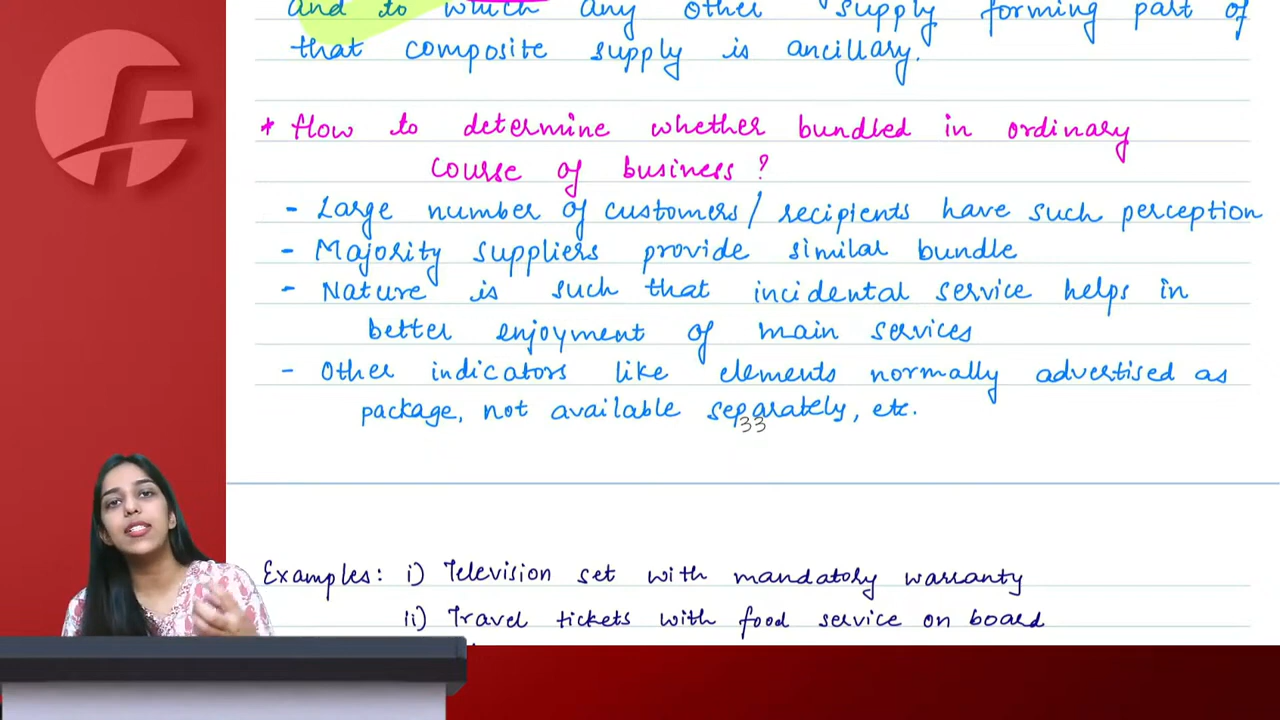 and to which any other supply forming part of
that composite supply is ancillary.
* How to determine whether bundled in ordinary
course of business?
- Large number of customers/recipients have such perception
- Majority suppliers provide similar bundle
- Nature is such that incidental service helps in
better enjoyment of main services
- Other indicators like elements normally advertised as
package, not available separately, etc.
33
Examples: i) Television set with mandatory warranty
ii) Travel tickets with food service on board